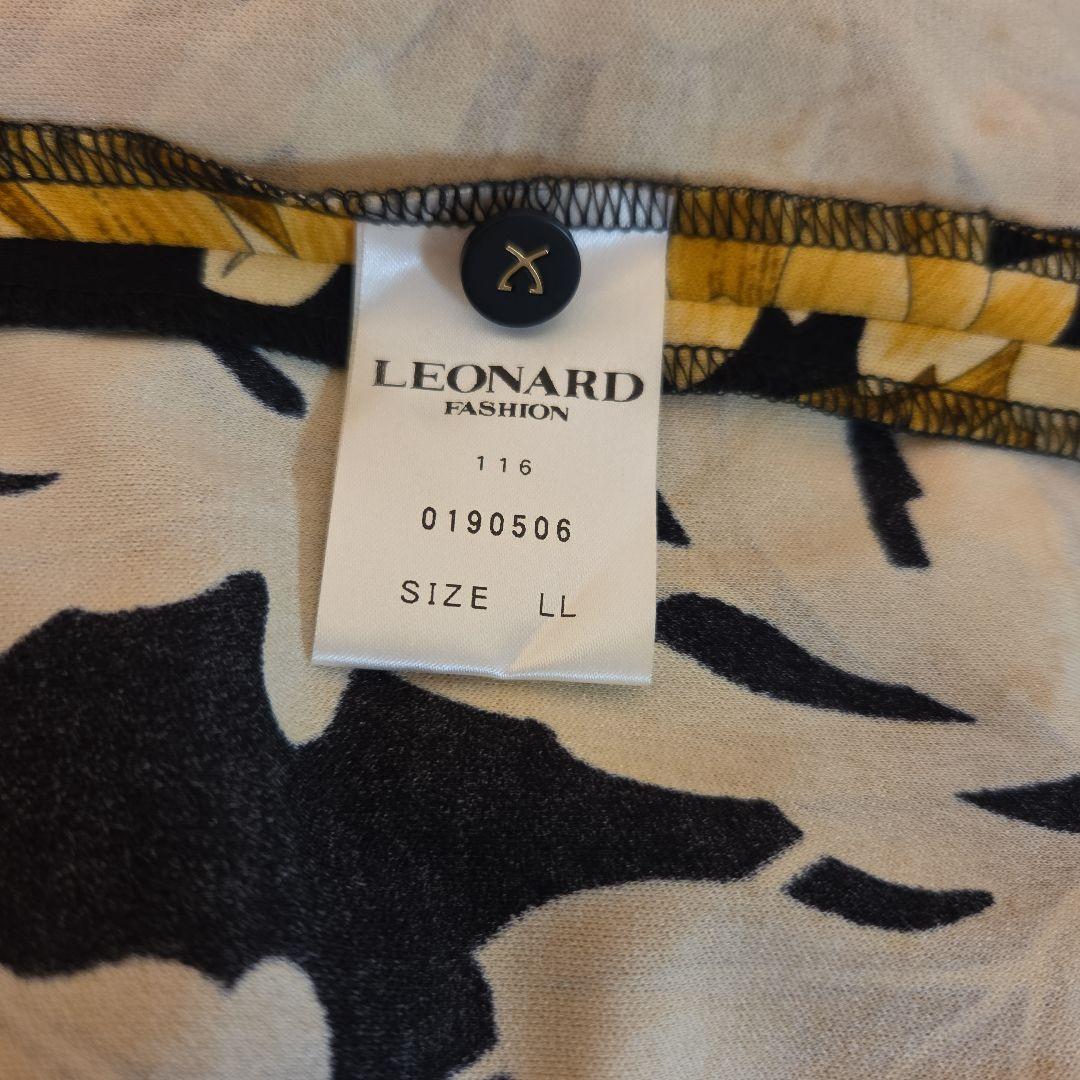 LEONARD
FASHION
116
0190506
SIZE LL